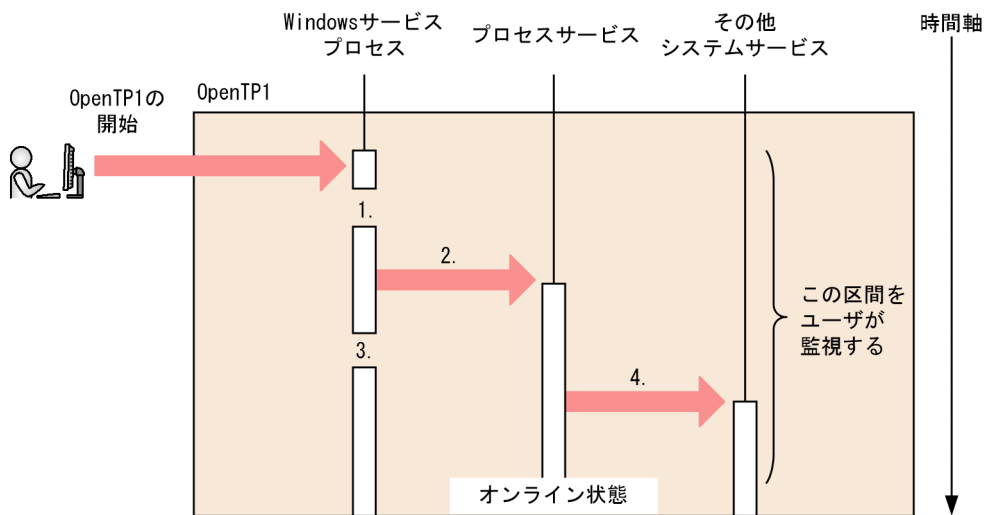 Windowsサービス
プロセス
プロセスサービス
その他
システムサービス
時間軸
OpenTP1の
開始
OpenTP1
1.
2.
3.
4.
この区間を
ユーザが
監視する
オンライン状態